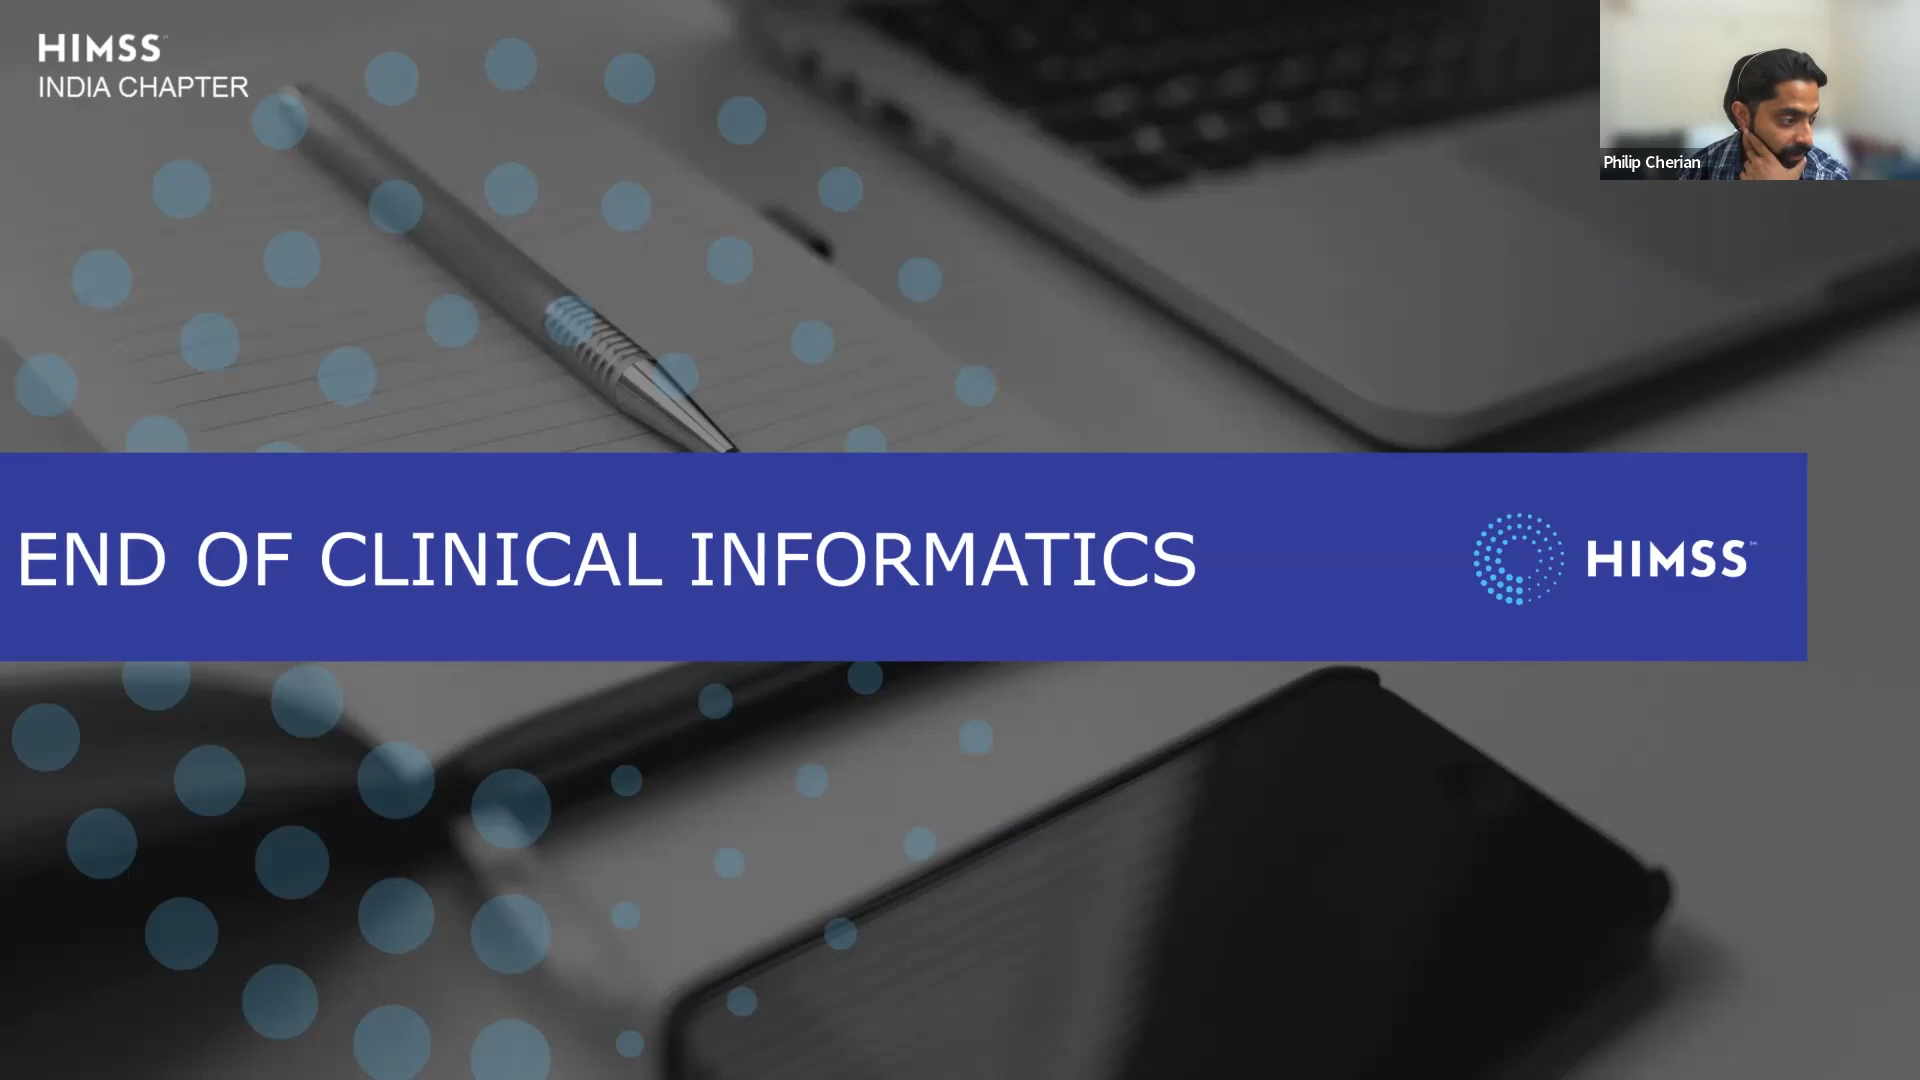 HIMSS
INDIA CHAPTER
Philip Cherian
END OF CLINICAL INFORMATICS
HIMSS